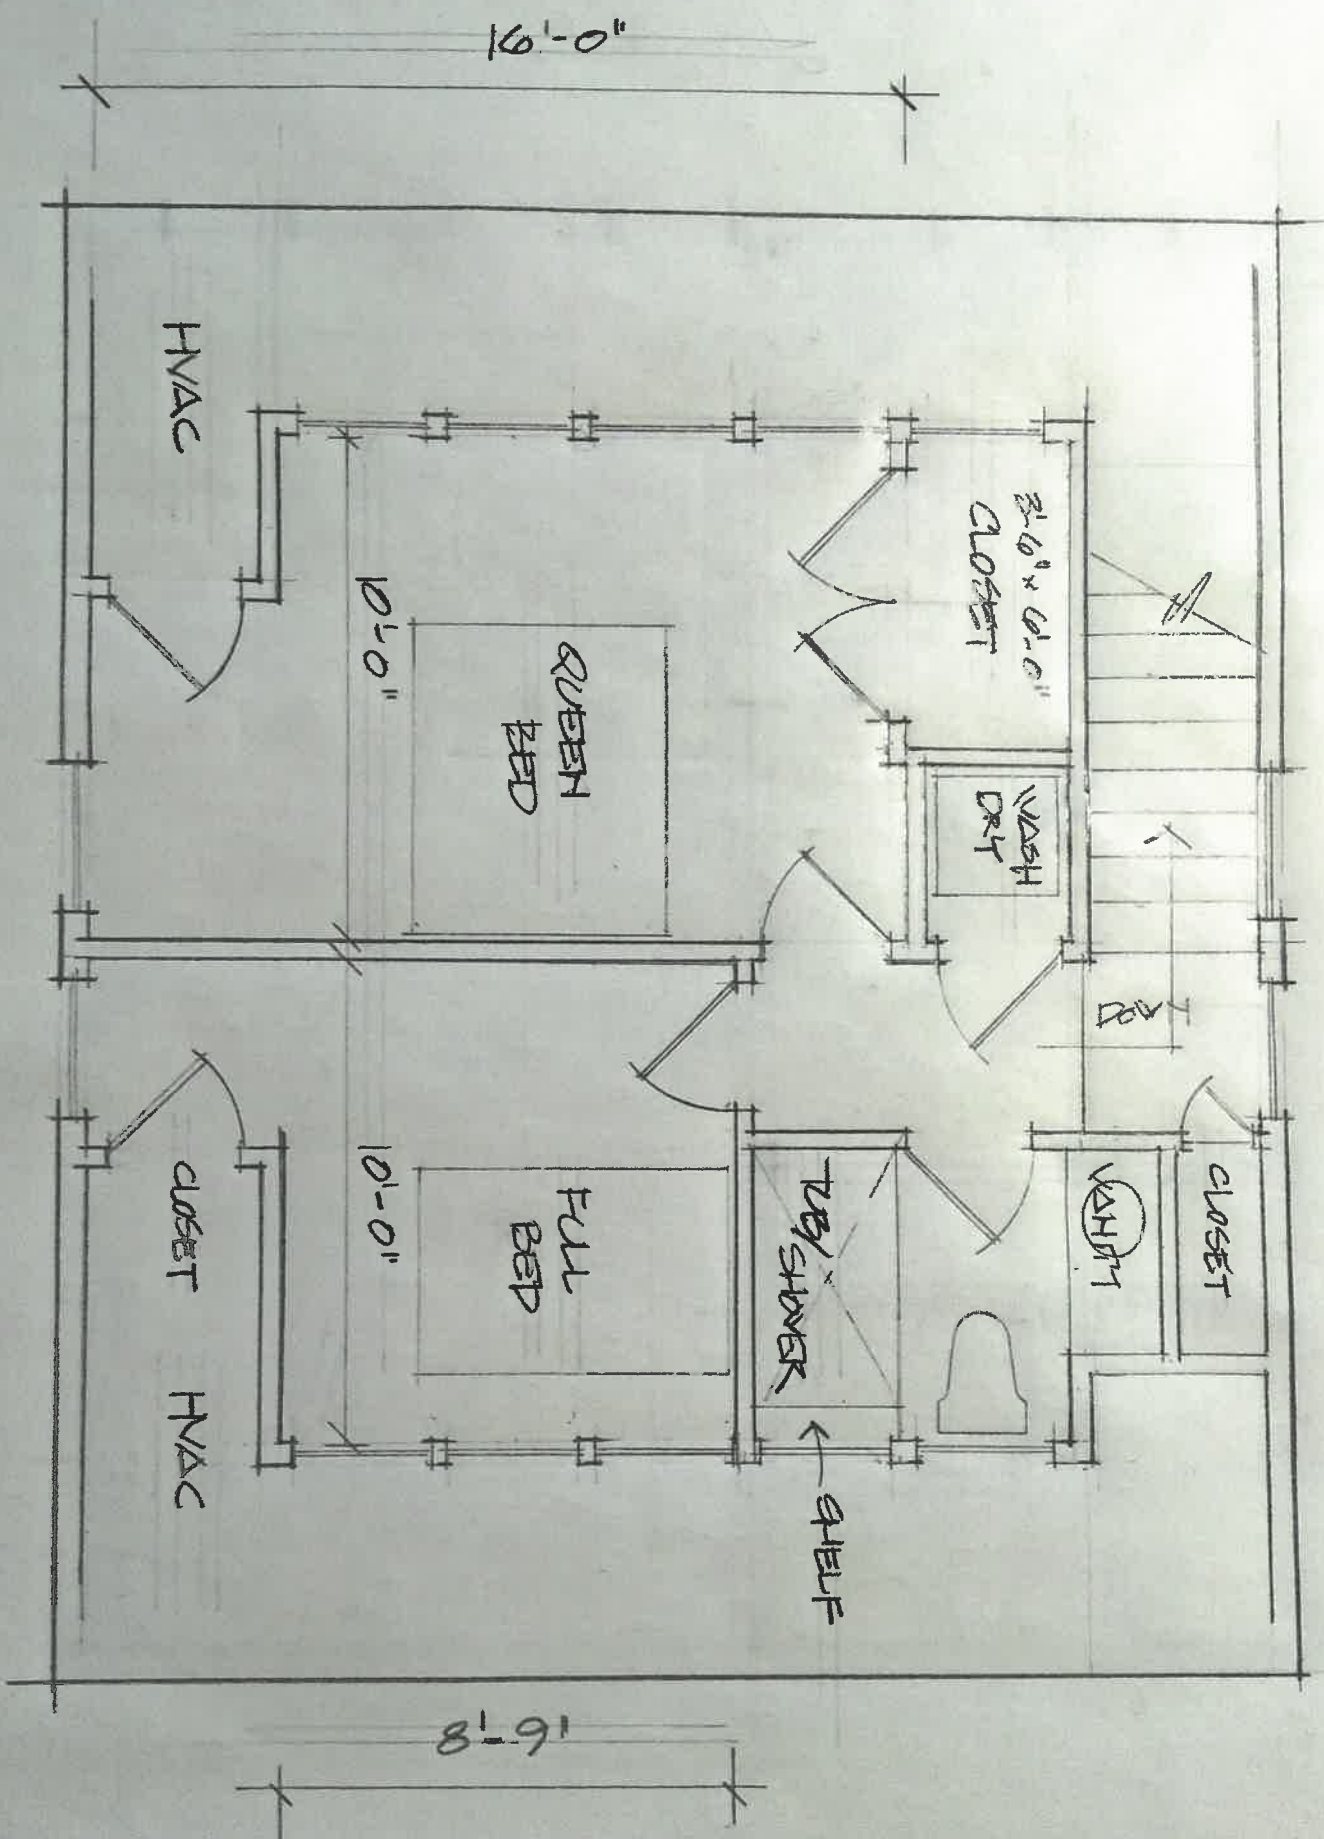 16'-0"
HVAC
3'-6" x 6'-0"
CLOSET
10'-0"
QUEEN
BED
WASH
DRY
DOWN
CLOSET
VANITY
TUB/
SHOWER
10'-0"
FULL
BED
CLOSET
HVAC
SHELF
8'-9'